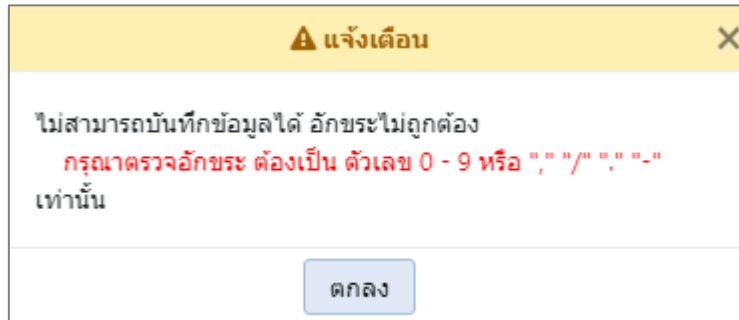 แจ้งเตือน
ไม่สามารถบันทึกข้อมูลได้ อักขระไม่ถูกต้อง
กรุณาตรวจอักขระ ต้องเป็น ตัวเลข 0 - 9 หรือ "," "/" "." "-"
เท่านั้น
ตกลง